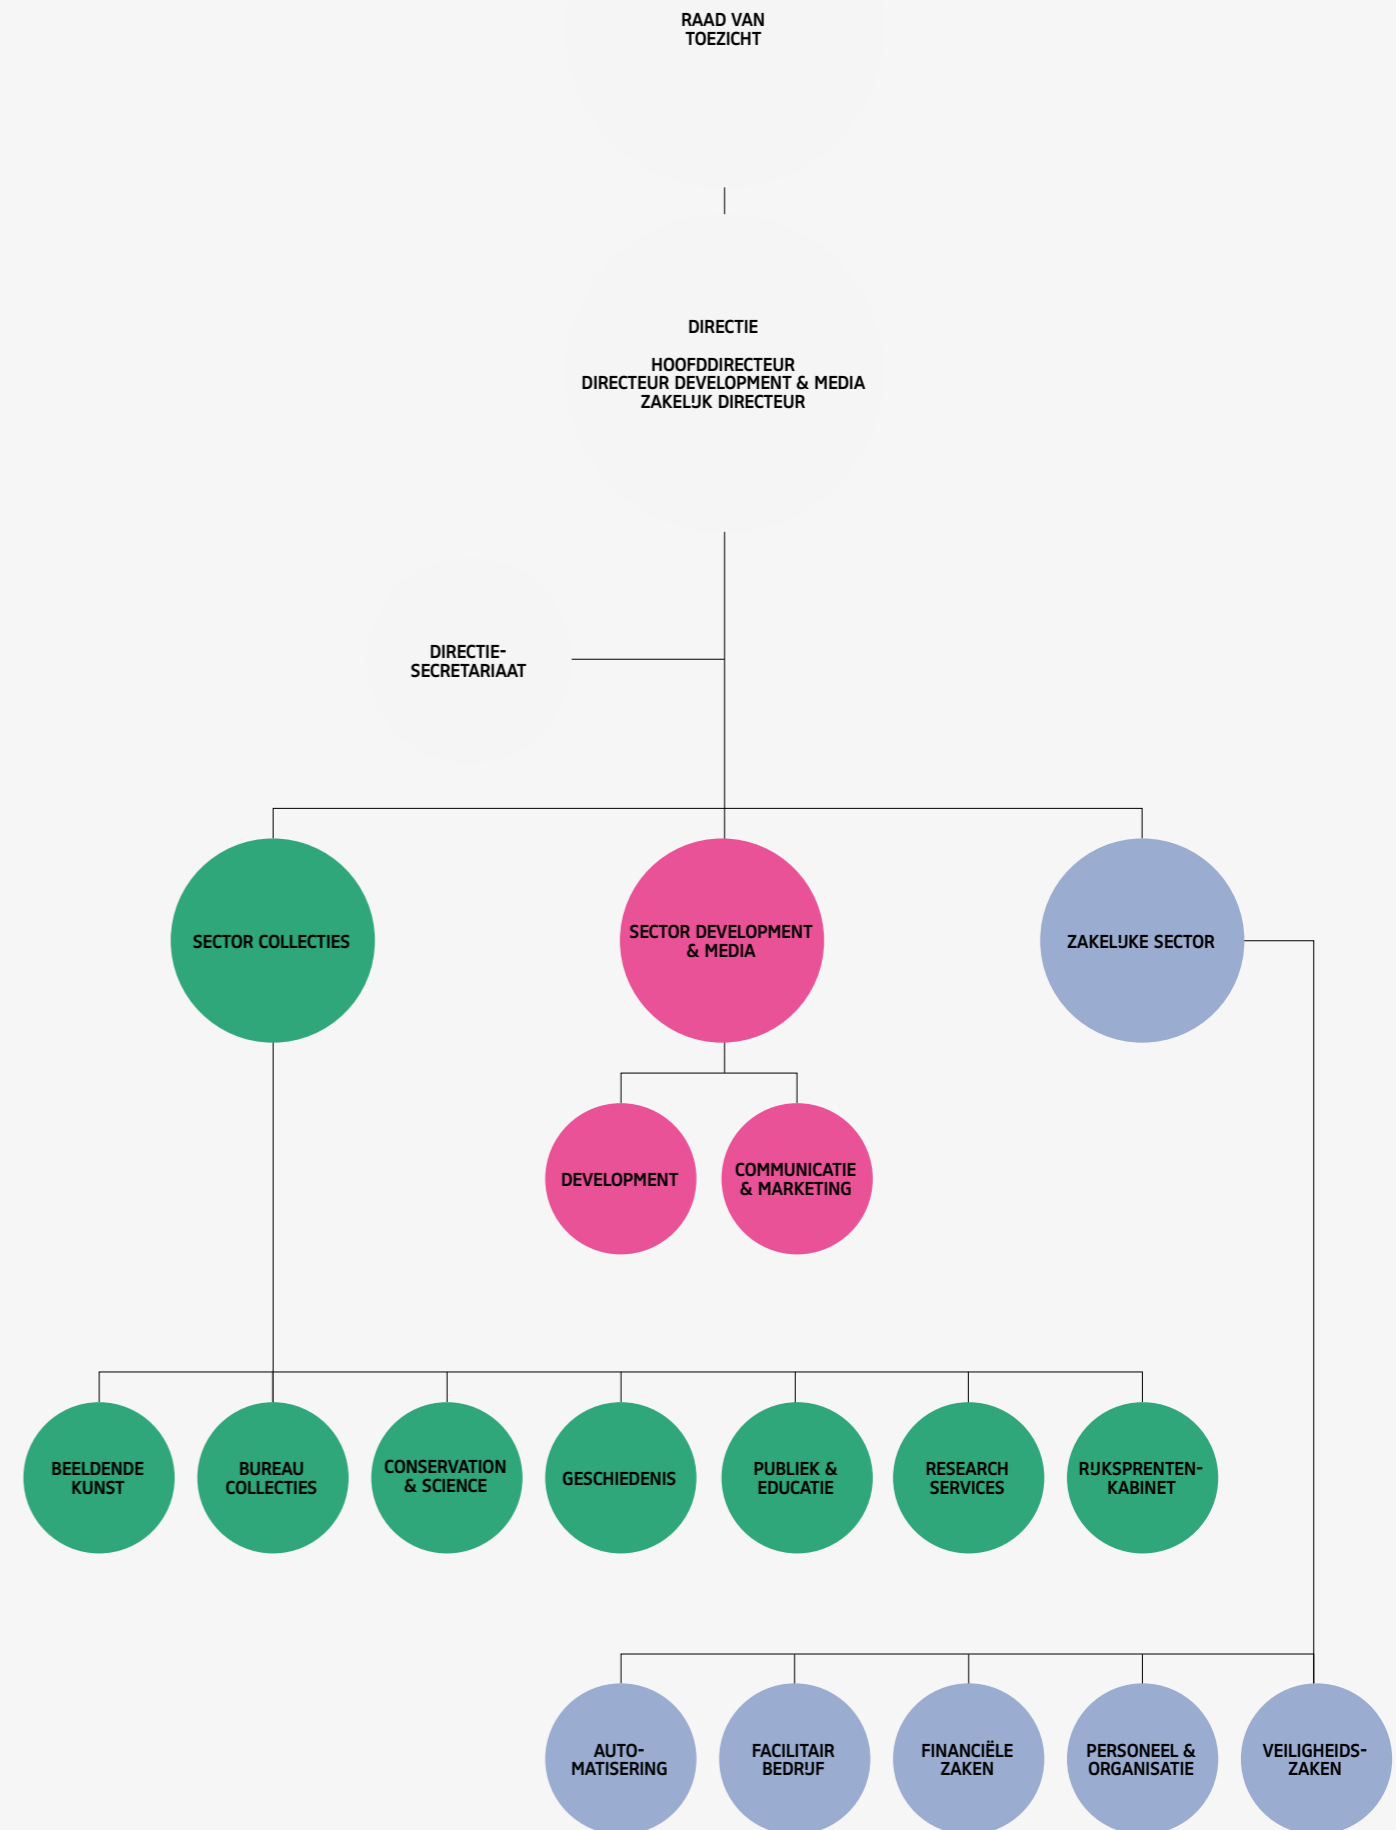 RAAD VAN
TOEZICHT
DIRECTIE
HOOFDDIRECTEUR
DIRECTEUR DEVELOPMENT & MEDIA
ZAKELIJK DIRECTEUR
DIRECTIE-
SECRETARIAAT
SECTOR COLLECTIES
SECTOR DEVELOPMENT
& MEDIA
ZAKELIJKE SECTOR
DEVELOPMENT
COMMUNICATIE
& MARKETING
BEELDENDE
KUNST
BUREAU
COLLECTIES
CONSERVATION
& SCIENCE
GESCHIEDENIS
PUBLIEK &
EDUCATIE
RESEARCH
SERVICES
RIJKSPRENTEN-
KABINET
AUTO-
MATISERING
FACILITAIR
BEDRIJF
FINANCIËLE
ZAKEN
PERSONEEL &
ORGANISATIE
VEILIGHEIDS-
ZAKEN